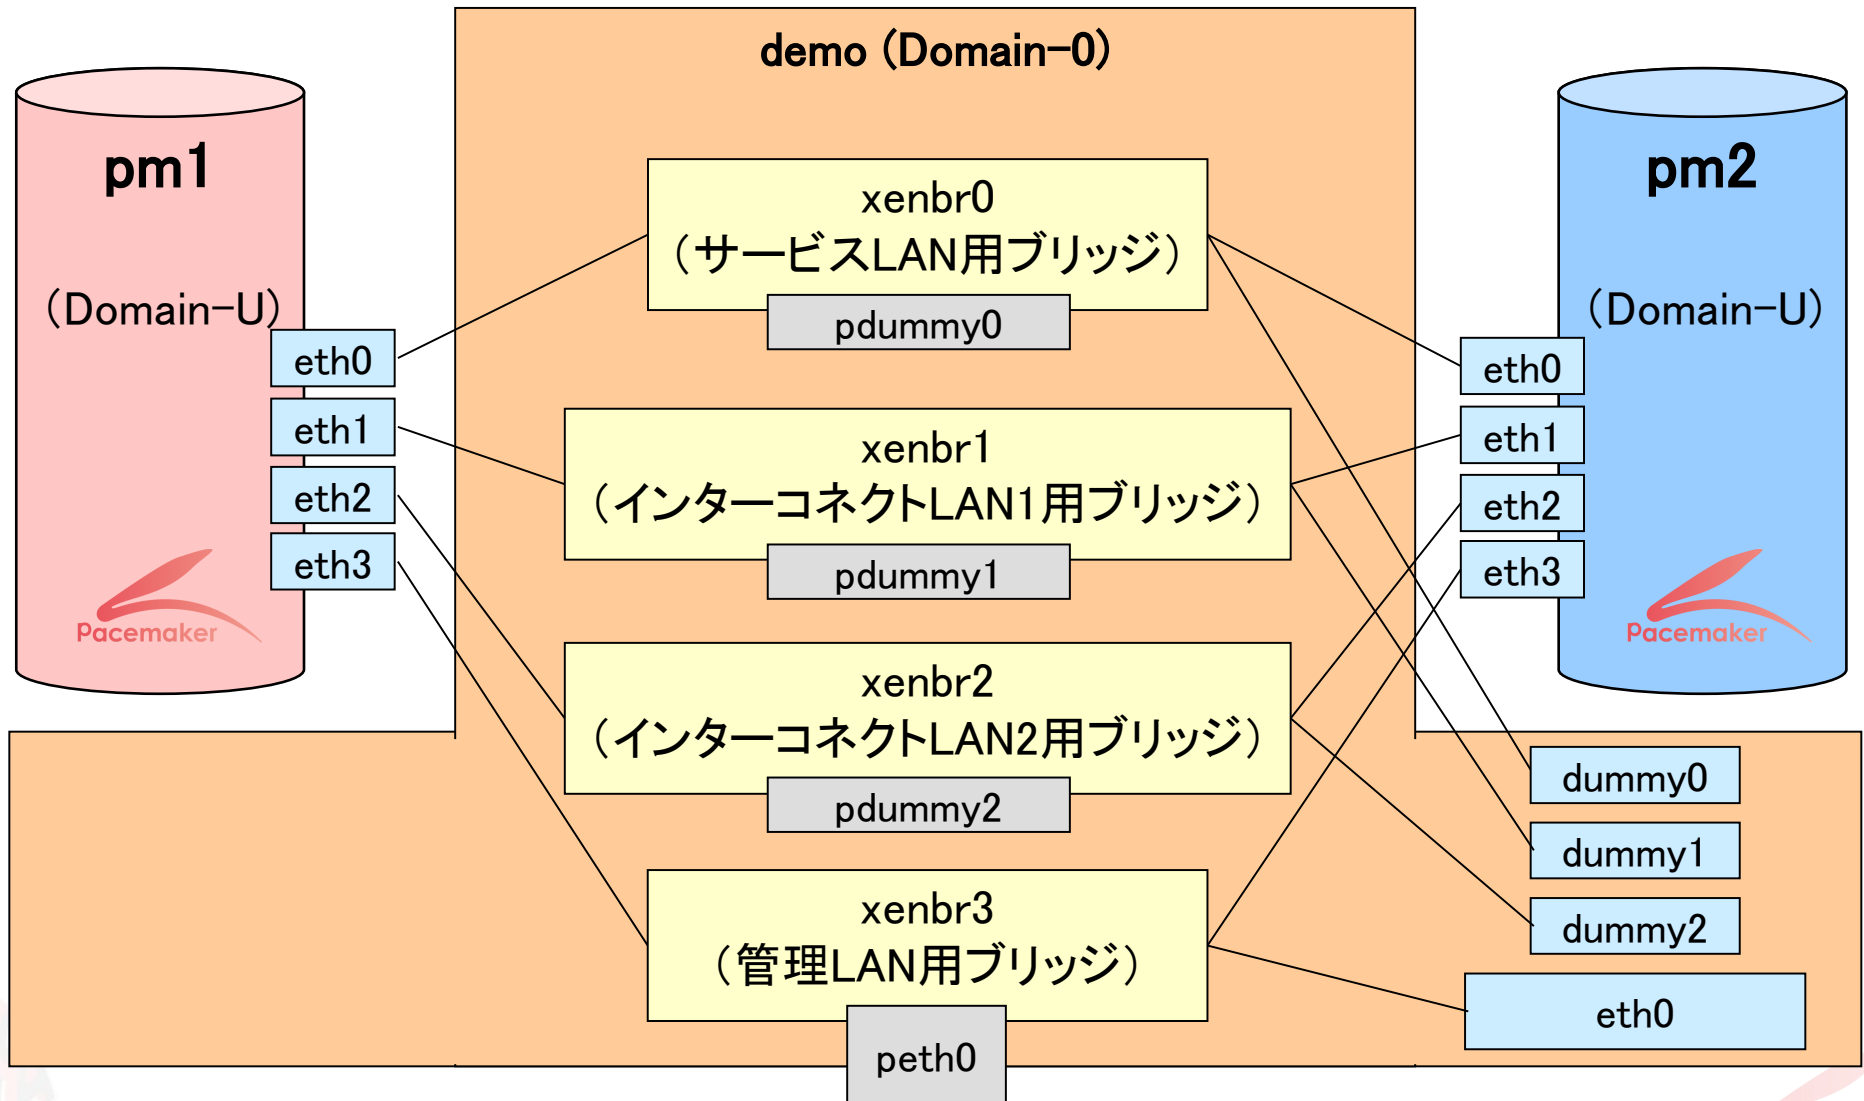 demo (Domain-0)
pm1
(Domain-U)
eth0
eth1
eth2
eth3
Pacemaker
xenbr0
(サービスLAN用ブリッジ)
pdummy0
xenbr1
(インターコネクトLAN1用ブリッジ)
pdummy1
xenbr2
(インターコネクトLAN2用ブリッジ)
pdummy2
xenbr3
(管理LAN用ブリッジ)
peth0
pm2
(Domain-U)
eth0
eth1
eth2
eth3
Pacemaker
dummy0
dummy1
dummy2
eth0